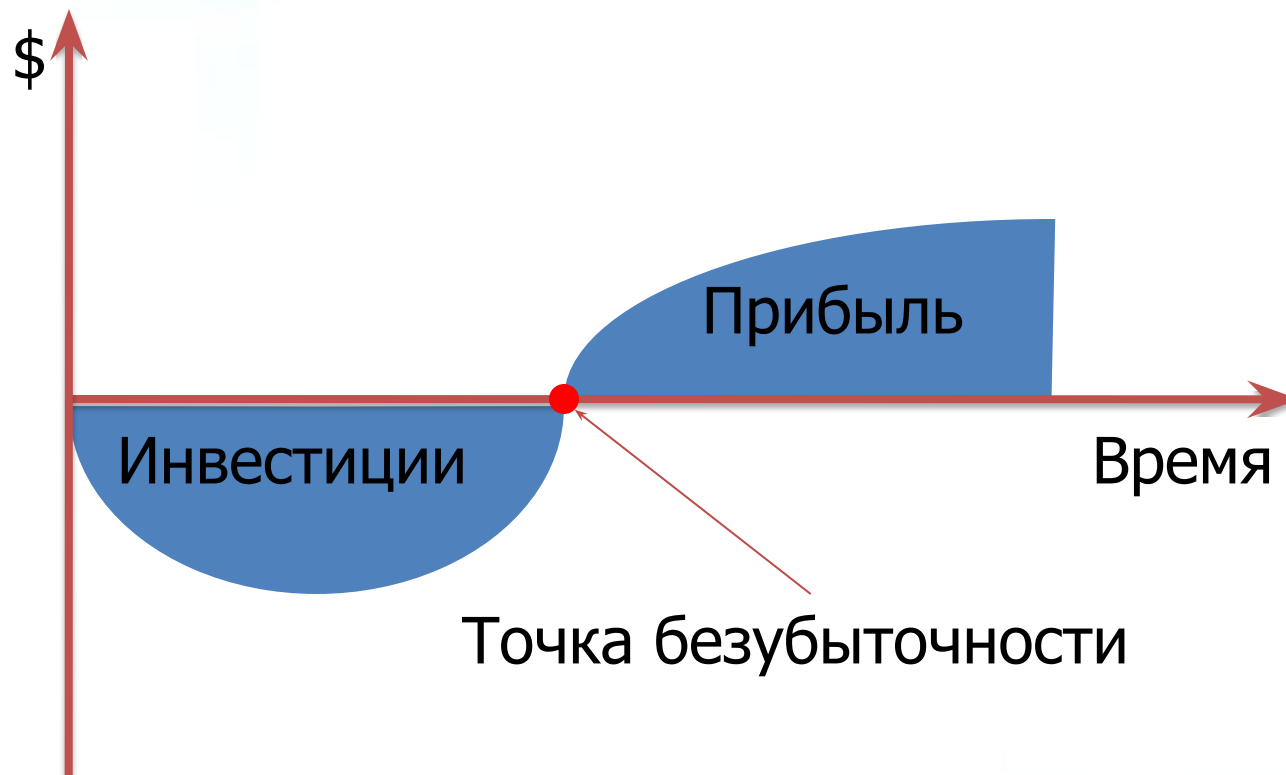 $
Прибыль
Инвестиции
Время
Точка безубыточности